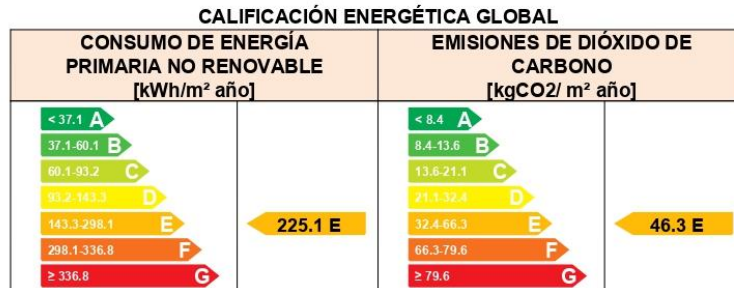 CALIFICACIÓN ENERGÉTICA GLOBAL
CONSUMO DE ENERGÍA
PRIMARIA NO RENOVABLE
[kWh/m² año]
EMISIONES DE DIÓXIDO DE
CARBONO
[kgCO2/ m² año]
< 37.1 A
37.1-60.1 B
60.1-93.2 C
93.2-143.3 D
143.3-298.1 E
298.1-336.8 F
≥ 336.8 G
225.1 E
< 8.4 A
8.4-13.6 B
13.6-21.1 C
21.1-32.4 D
32.4-66.3 E
66.3-79.6 F
≥ 79.6 G
46.3 E